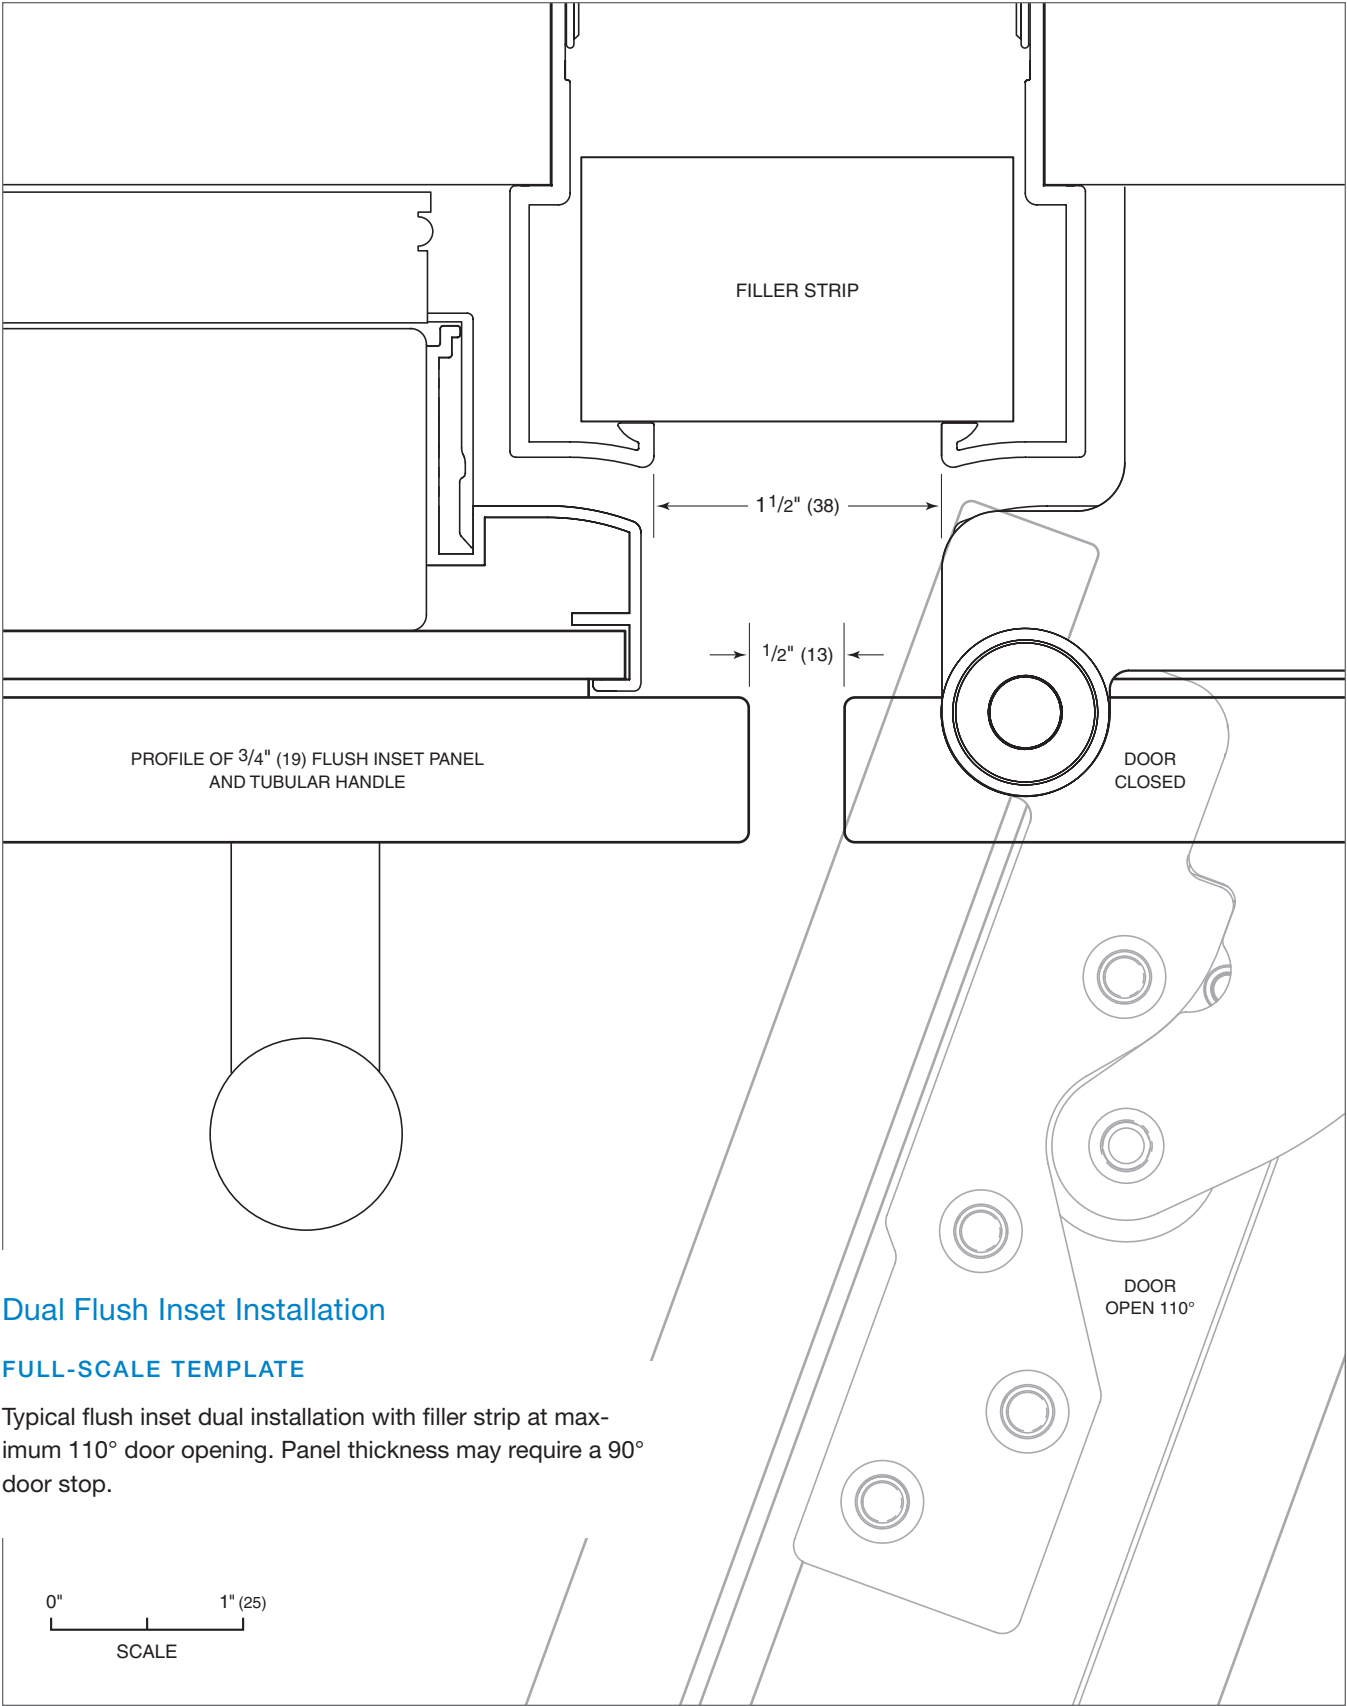 FILLER STRIP
1 1/2" (38)
1/2" (13)
PROFILE OF 3/4" (19) FLUSH INSET PANEL
AND TUBULAR HANDLE
DOOR
CLOSED
DOOR
OPEN 110°
Dual Flush Inset Installation
FULL-SCALE TEMPLATE
Typical flush inset dual installation with filler strip at max-
imum 110° door opening. Panel thickness may require a 90°
door stop.
0" 1" (25)
SCALE